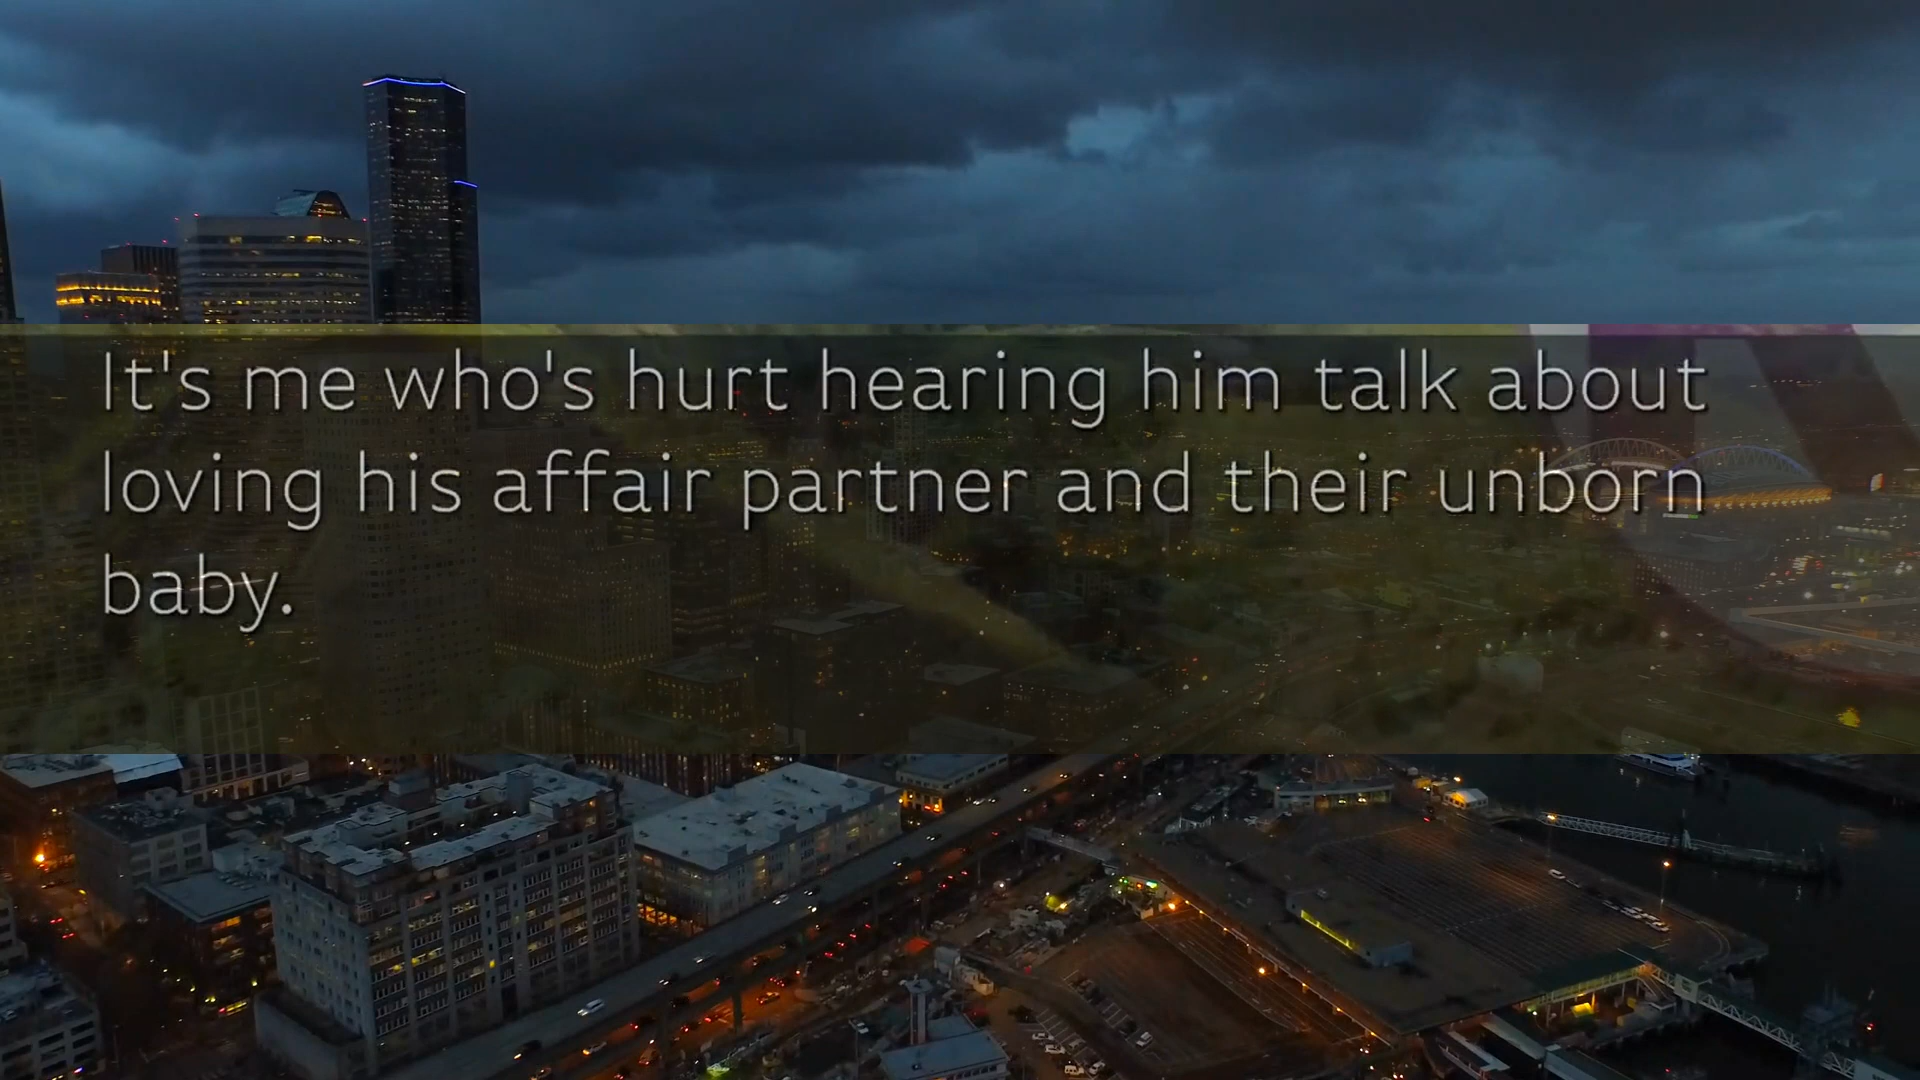 It's me who's hurt hearing him talk about
loving his affair partner and their unborn
baby.